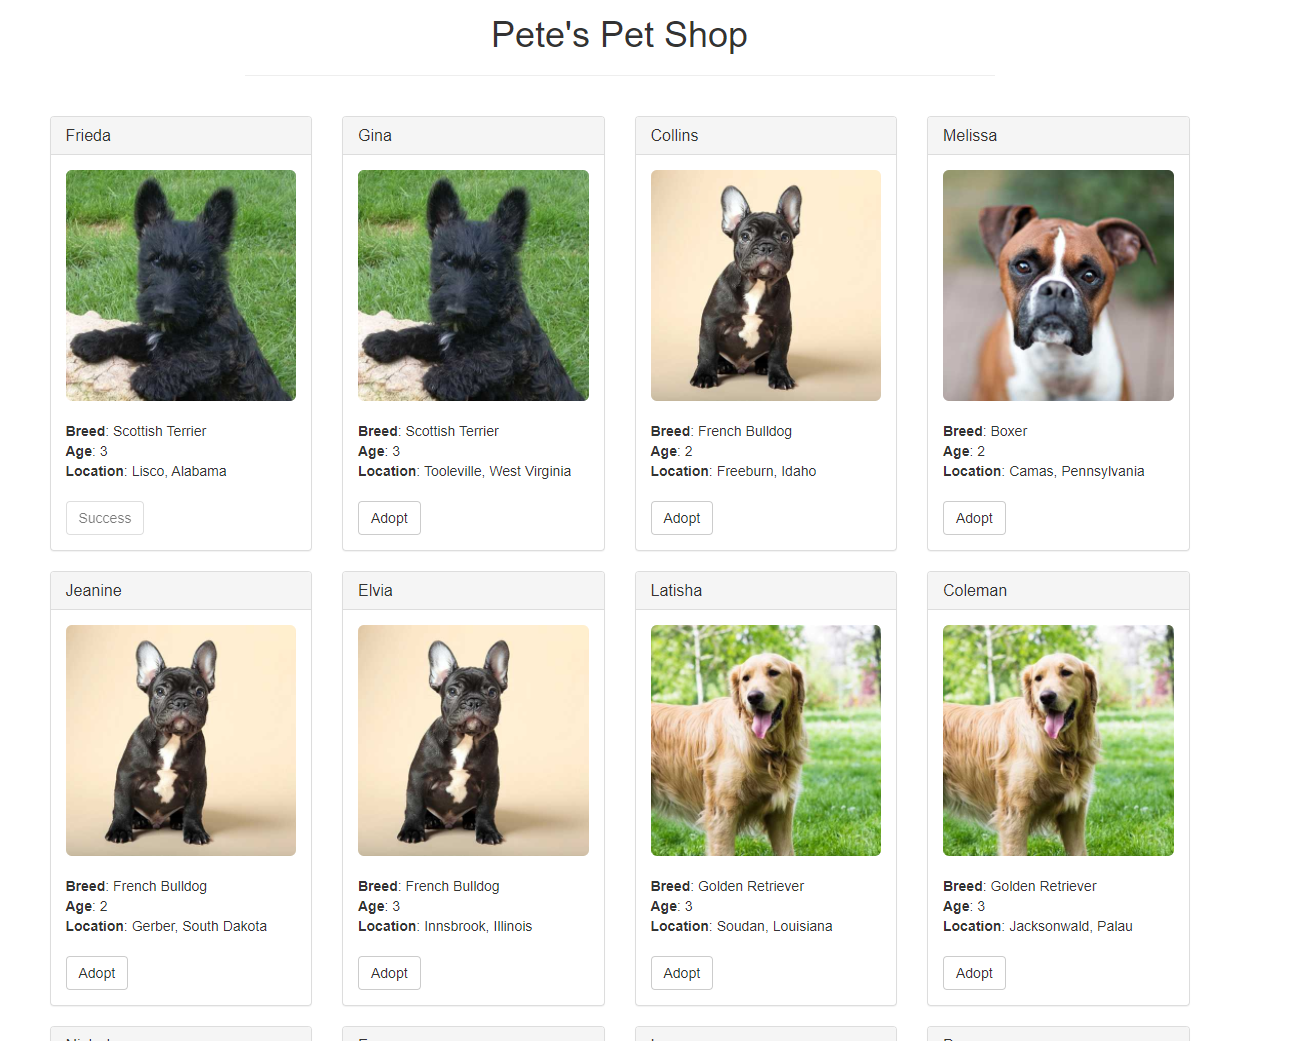 Pete's Pet Shop
Frieda
Breed: Scottish Terrier
Age: 3
Location: Lisco, Alabama
Success
Gina
Breed: Scottish Terrier
Age: 3
Location: Tooleville, West Virginia
Adopt
Collins
Breed: French Bulldog
Age: 2
Location: Freeburn, Idaho
Adopt
Melissa
Breed: Boxer
Age: 2
Location: Camas, Pennsylvania
Adopt
Jeanine
Breed: French Bulldog
Age: 2
Location: Gerber, South Dakota
Adopt
Elvia
Breed: French Bulldog
Age: 3
Location: Innsbrook, Illinois
Adopt
Latisha
Breed: Golden Retriever
Age: 3
Location: Soudan, Louisiana
Adopt
Coleman
Breed: Golden Retriever
Age: 3
Location: Jacksonwald, Palau
Adopt